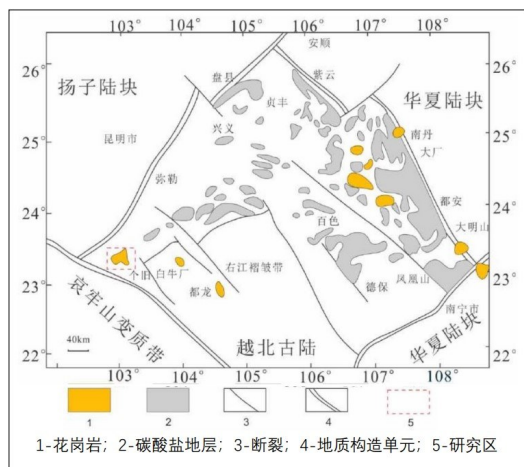 103 104 105 106 107 108
26°
26°
安顺
扬子陆块
盘县
紫云
华夏陆块
贞丰
25°
25°
昆明市
兴义
南丹
大厂
弥勒
24°
24°
都安
百色
大明山
23°
23°
个旧
白牛厂
右江褶皱带
都龙
德保
凤凰山
哀牢山变质带
南宁市
22°
22°
40km
越北古陆
华夏陆块
103° 104° 105° 106° 107° 108°
1 2 3 4 5
1-花岗岩；2-碳酸盐地层；3-断裂；4-地质构造单元；5-研究区